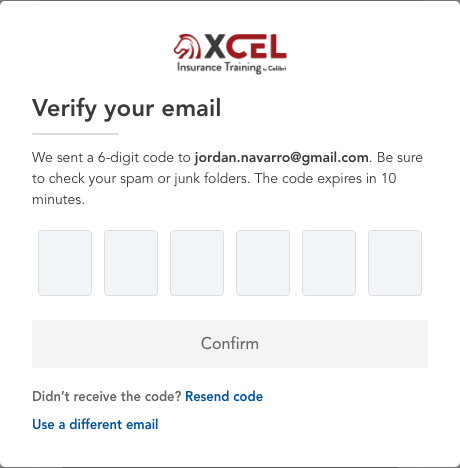 XCEL
Insurance Training by Colibri
Verify your email
We sent a 6-digit code to jordan.navarro@gmail.com. Be sure
to check your spam or junk folders. The code expires in 10
minutes.
Confirm
Didn’t receive the code? Resend code
Use a different email